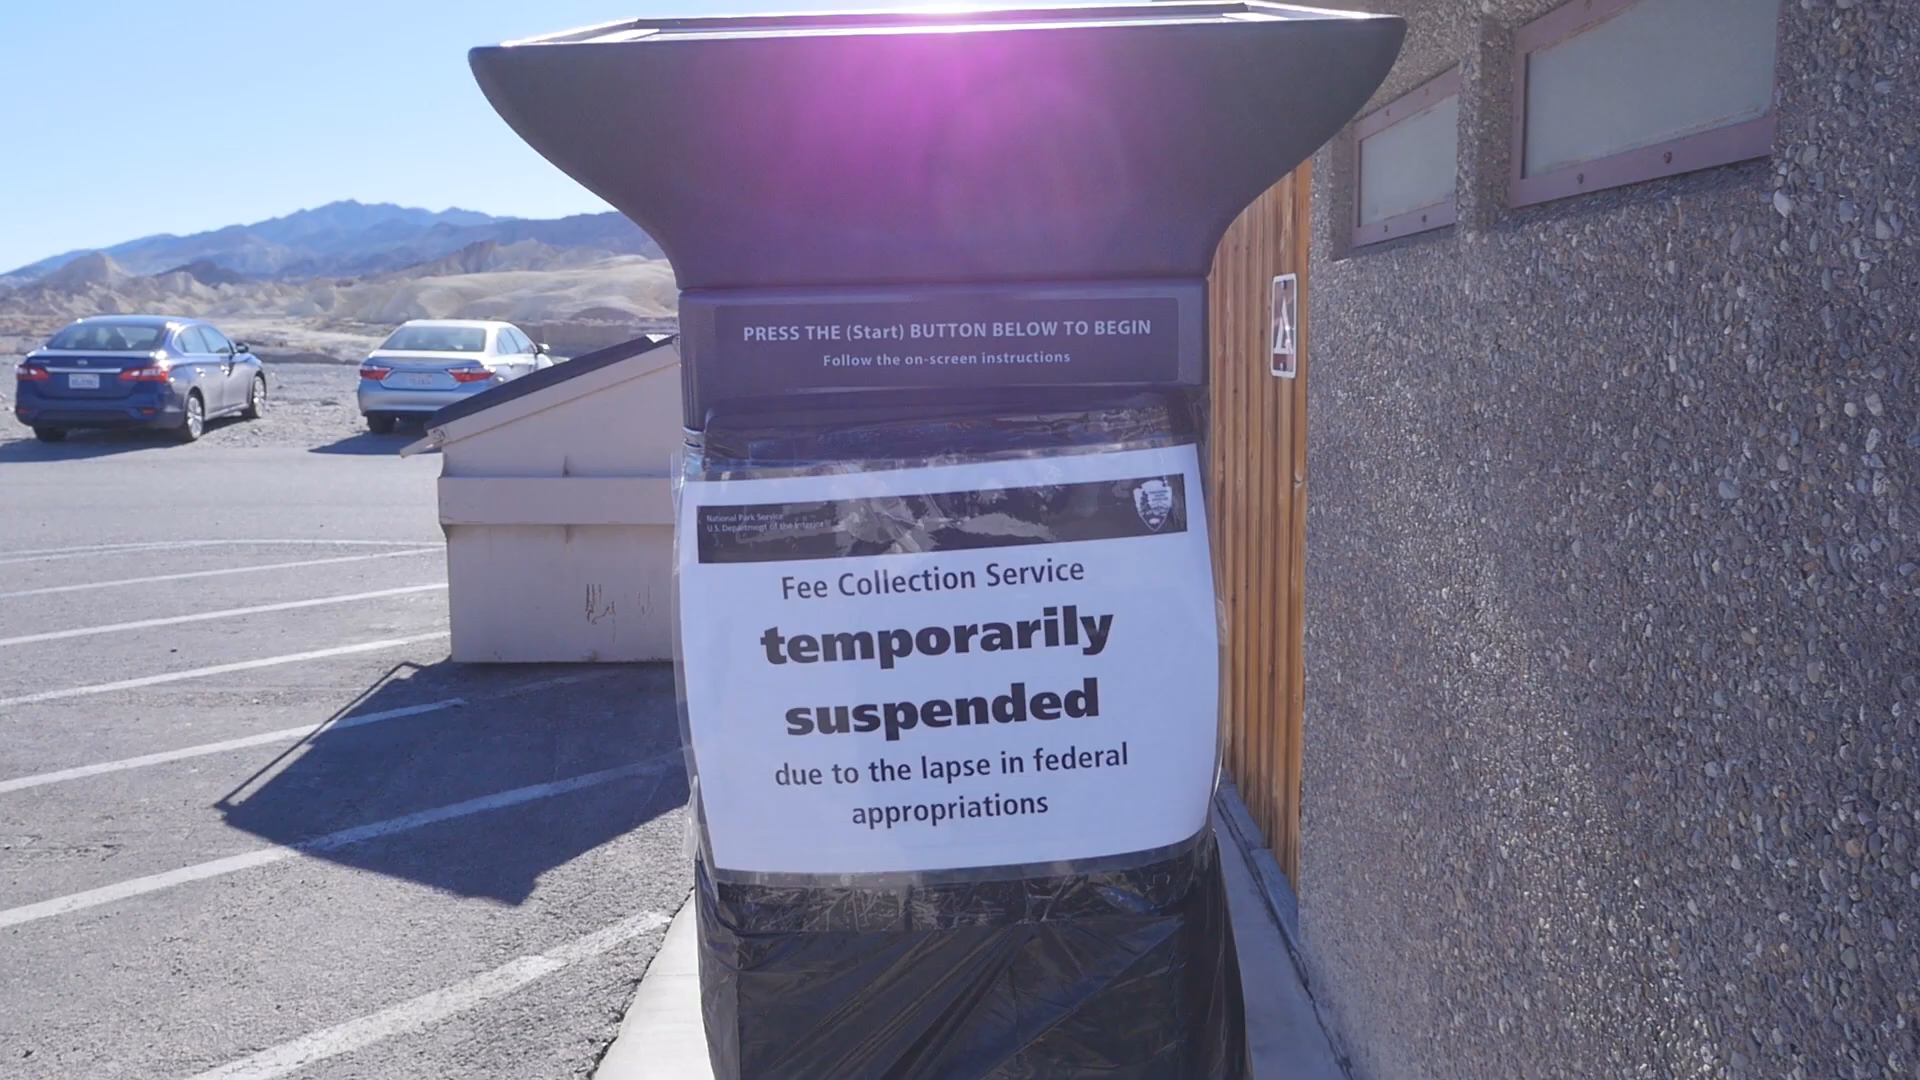 PRESS THE (Start) BUTTON BELOW TO BEGIN
Follow the on-screen instructions
National Park Service
U.S. Department of the Interior
Fee Collection Service
temporarily
suspended
due to the lapse in federal
appropriations